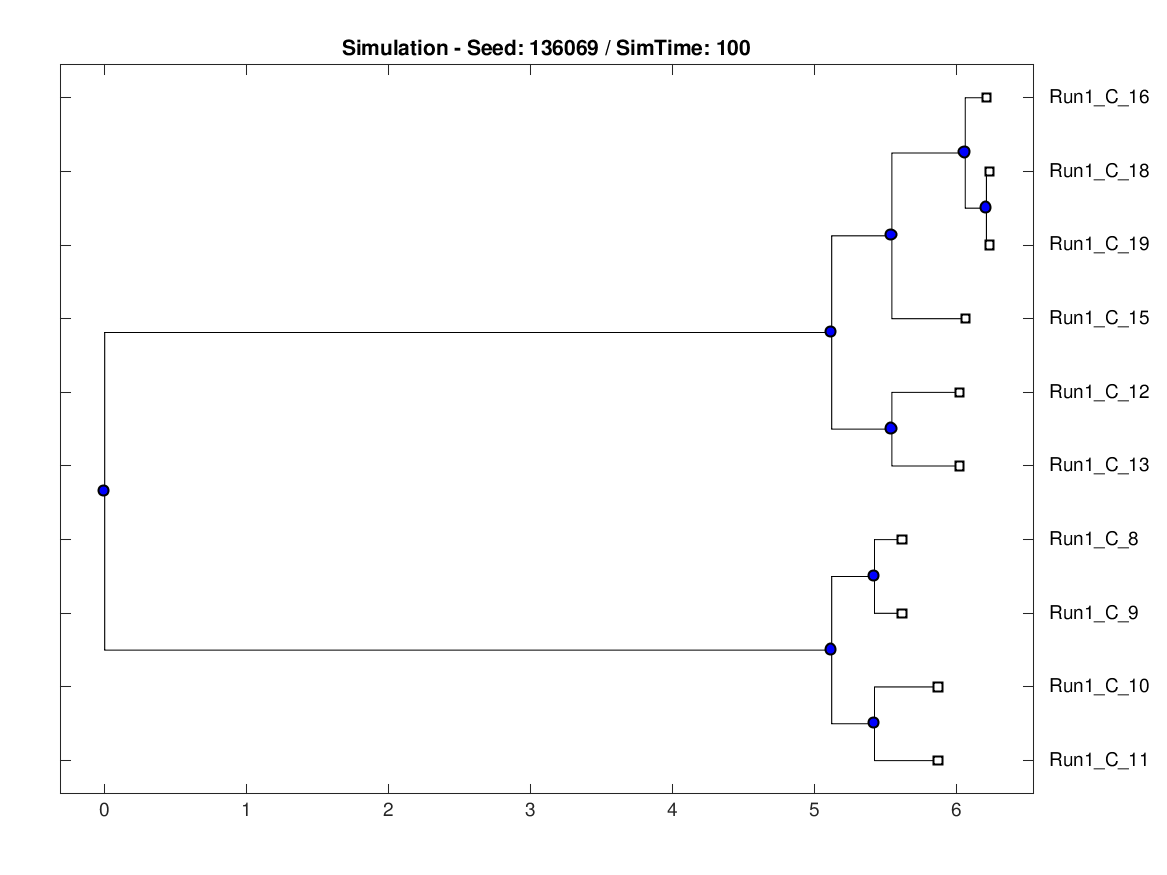 Simulation - Seed: 136069 / SimTime: 100
Run1_C_16
Run1_C_18
Run1_C_19
Run1_C_15
Run1_C_12
Run1_C_13
Run1_C_8
Run1_C_9
Run1_C_10
Run1_C_11
0 1 2 3 4 5 6